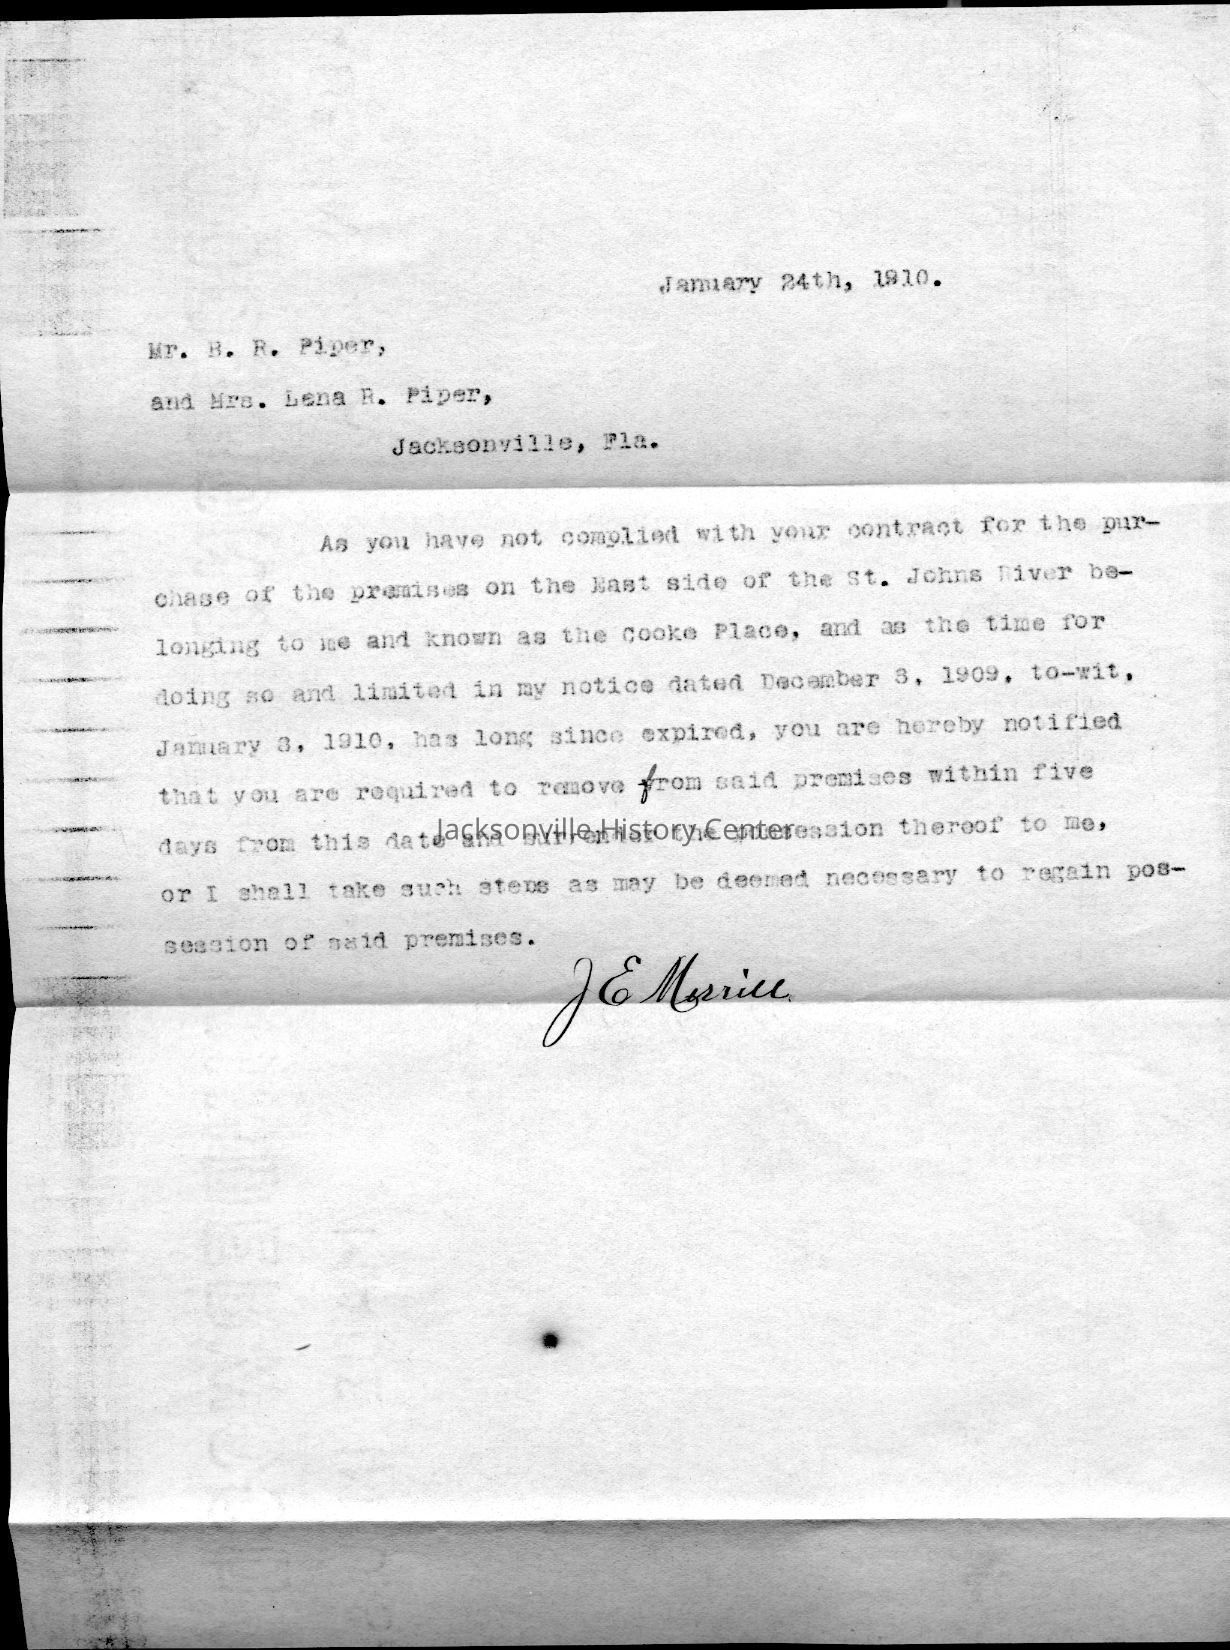 January 24th, 1910.
Mr. B. R. Piper,
and Mrs. Lena R. Piper,
Jacksonville, Fla.
As you have not complied with your contract for the pur-
chase of the premises on the East side of the St. Johns River be-
longing to me and known as the Cooke Place, and as the time for
doing so and limited in my notice dated December 3, 1909, to-wit,
January 3, 1910, has long since expired, you are hereby notified
that you are required to remove from said premises within five
days from this date and surrender the possession thereof to me,
Jacksonville History Center
or I shall take such steps as may be deemed necessary to regain pos-
session of said premises.
J E Merrill